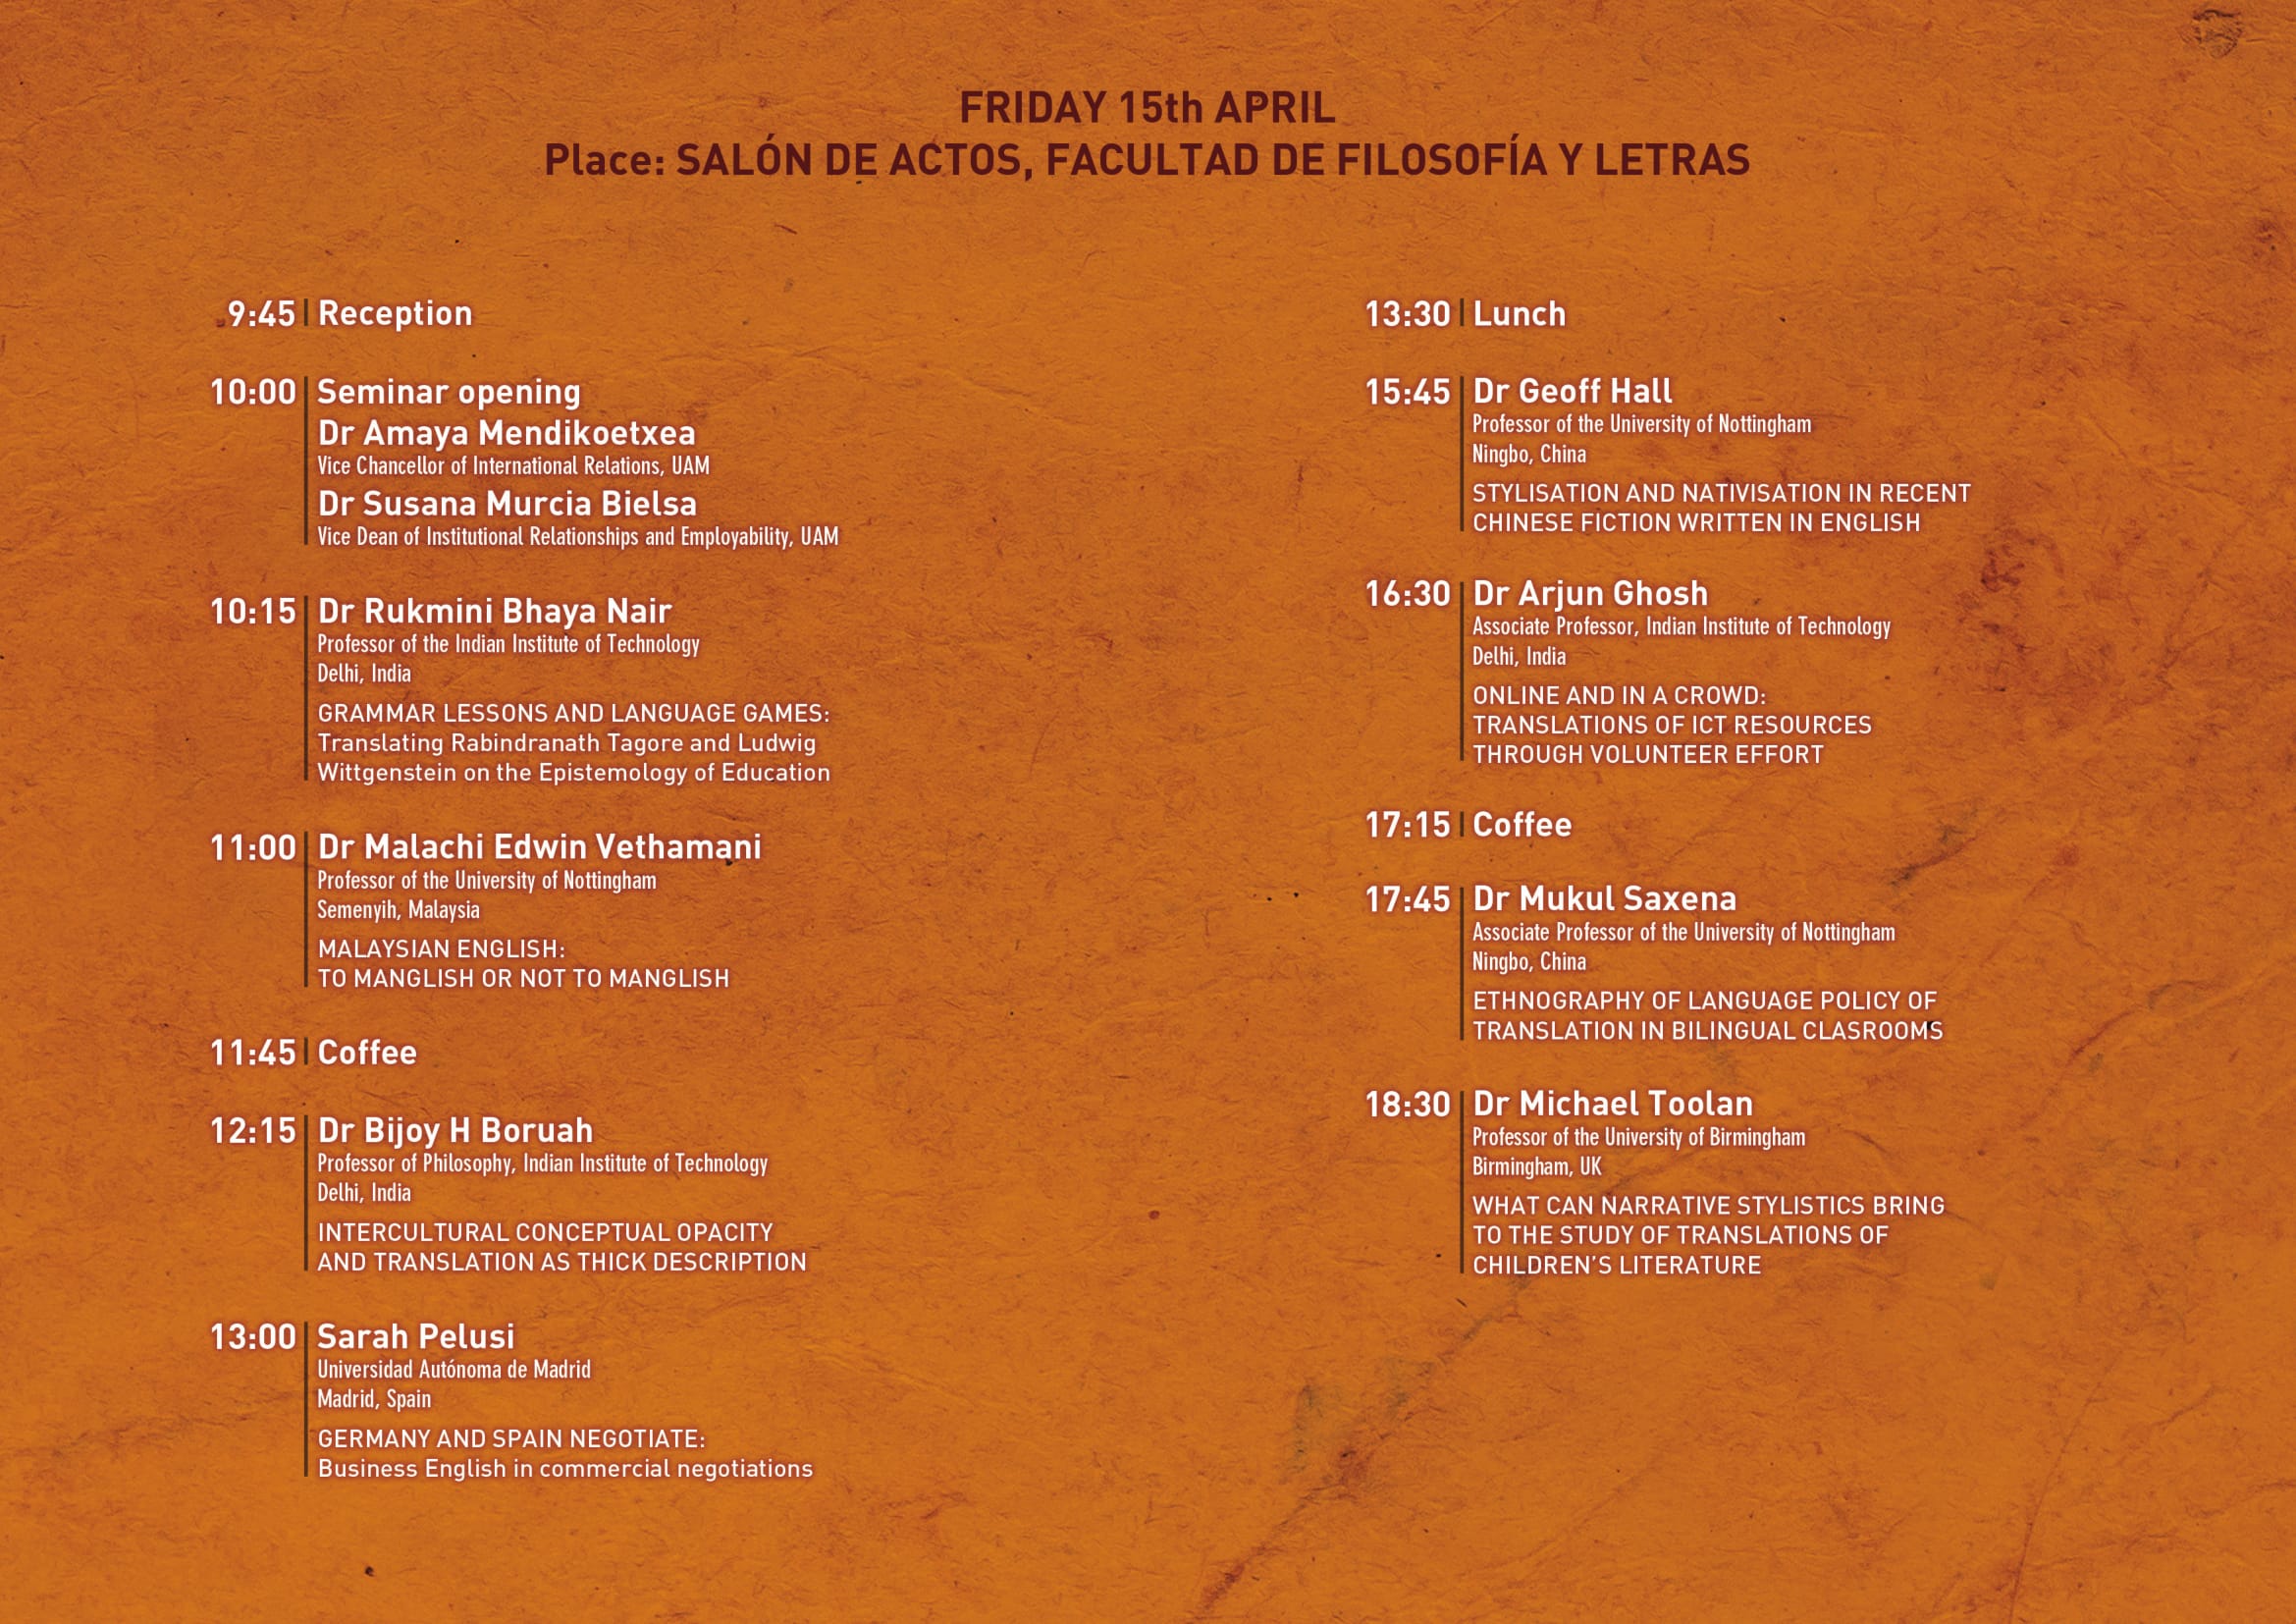 FRIDAY 15th APRIL
Place: SALÓN DE ACTOS, FACULTAD DE FILOSOFÍA Y LETRAS
9:45 Reception
10:00 Seminar opening
Dr Amaya Mendikoetxea
Vice Chancellor of International Relations, UAM
Dr Susana Murcia Bielsa
Vice Dean of Institutional Relationships and Employability, UAM
10:15 Dr Rukmini Bhaya Nair
Professor of the Indian Institute of Technology
Delhi, India
GRAMMAR LESSONS AND LANGUAGE GAMES:
Translating Rabindranath Tagore and Ludwig
Wittgenstein on the Epistemology of Education
11:00 Dr Malachi Edwin Vethamani
Professor of the University of Nottingham
Semenyih, Malaysia
MALAYSIAN ENGLISH:
TO MANGLISH OR NOT TO MANGLISH
11:45 Coffee
12:15 Dr Bijoy H Boruah
Professor of Philosophy, Indian Institute of Technology
Delhi, India
INTERCULTURAL CONCEPTUAL OPACITY
AND TRANSLATION AS THICK DESCRIPTION
13:00 Sarah Pelusi
Universidad Autónoma de Madrid
Madrid, Spain
GERMANY AND SPAIN NEGOTIATE:
Business English in commercial negotiations
13:30 Lunch
15:45 Dr Geoff Hall
Professor of the University of Nottingham
Ningbo, China
STYLISATION AND NATIVISATION IN RECENT
CHINESE FICTION WRITTEN IN ENGLISH
16:30 Dr Arjun Ghosh
Associate Professor, Indian Institute of Technology
Delhi, India
ONLINE AND IN A CROWD:
TRANSLATIONS OF ICT RESOURCES
THROUGH VOLUNTEER EFFORT
17:15 Coffee
17:45 Dr Mukul Saxena
Associate Professor of the University of Nottingham
Ningbo, China
ETHNOGRAPHY OF LANGUAGE POLICY OF
TRANSLATION IN BILINGUAL CLASROOMS
18:30 Dr Michael Toolan
Professor of the University of Birmingham
Birmingham, UK
WHAT CAN NARRATIVE STYLISTICS BRING
TO THE STUDY OF TRANSLATIONS OF
CHILDREN'S LITERATURE